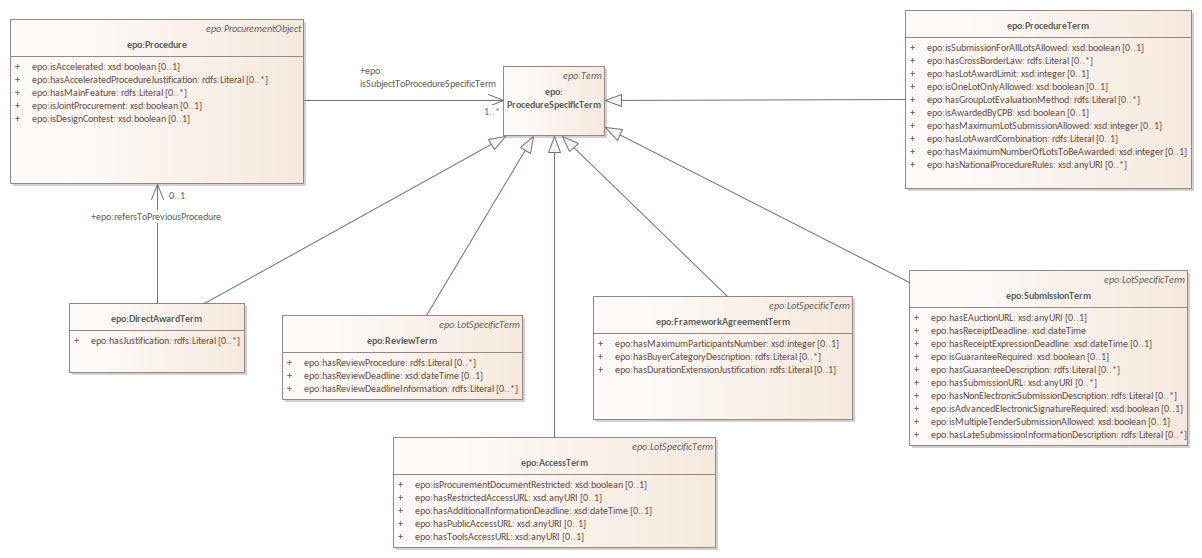 epo:ProcurementObject
epo:Procedure
+ epo:isAccelerated: xsd:boolean [0..1]
+ epo:hasAcceleratedProcedureJustification: rdfs:Literal [0..*]
+ epo:hasMainFeature: rdfs:Literal [0..*]
+ epo:isJointProcurement: xsd:boolean [0..1]
+ epo:isDesignContest: xsd:boolean [0..1]
+epo:
isSubjectToProcedureSpecificTerm
1..*
epo:Term
epo:
ProcedureSpecificTerm
epo:ProcedureTerm
+ epo:isSubmissionForAllLotsAllowed: xsd:boolean [0..1]
+ epo:hasCrossBorderLaw: rdfs:Literal [0..*]
+ epo:hasLotAwardLimit: xsd:integer [0..1]
+ epo:isOneLotOnlyAllowed: xsd:boolean [0..1]
+ epo:hasGroupLotEvaluationMethod: rdfs:Literal [0..*]
+ epo:isAwardedByCPB: xsd:boolean [0..1]
+ epo:hasMaximumLotSubmissionAllowed: xsd:integer [0..1]
+ epo:hasLotAwardCombination: rdfs:Literal [0..1]
+ epo:hasMaximumNumberOfLotsToBeAwarded: xsd:integer [0..1]
+ epo:hasNationalProcedureRules: xsd:anyURI [0..*]
0..1
+epo:refersToPreviousProcedure
epo:DirectAwardTerm
+ epo:hasJustification: rdfs:Literal [0..*]
epo:LotSpecificTerm
epo:ReviewTerm
+ epo:hasReviewProcedure: rdfs:Literal [0..*]
+ epo:hasReviewDeadline: xsd:dateTime [0..1]
+ epo:hasReviewDeadlineInformation: rdfs:Literal [0..*]
epo:LotSpecificTerm
epo:FrameworkAgreementTerm
+ epo:hasMaximumParticipantsNumber: xsd:integer [0..1]
+ epo:hasBuyerCategoryDescription: rdfs:Literal [0..*]
+ epo:hasDurationExtensionJustification: rdfs:Literal [0..1]
epo:LotSpecificTerm
epo:SubmissionTerm
+ epo:hasEAuctionURL: xsd:anyURI [0..1]
+ epo:hasReceiptDeadline: xsd:dateTime
+ epo:hasReceiptExpressionDeadline: xsd:dateTime [0..1]
+ epo:isGuaranteeRequired: xsd:boolean [0..1]
+ epo:hasGuaranteeDescription: rdfs:Literal [0..*]
+ epo:hasSubmissionURL: xsd:anyURI [0..*]
+ epo:hasNonElectronicSubmissionDescription: rdfs:Literal [0..*]
+ epo:isAdvancedElectronicSignatureRequired: xsd:boolean [0..1]
+ epo:isMultipleTenderSubmissionAllowed: xsd:boolean [0..1]
+ epo:hasLateSubmissionInformationDescription: rdfs:Literal [0..*]
epo:LotSpecificTerm
epo:AccessTerm
+ epo:isProcurementDocumentRestricted: xsd:boolean [0..1]
+ epo:hasRestrictedAccessURL: xsd:anyURI [0..1]
+ epo:hasAdditionalInformationDeadline: xsd:dateTime [0..1]
+ epo:hasPublicAccessURL: xsd:anyURI [0..1]
+ epo:hasToolsAccessURL: xsd:anyURI [0..1]